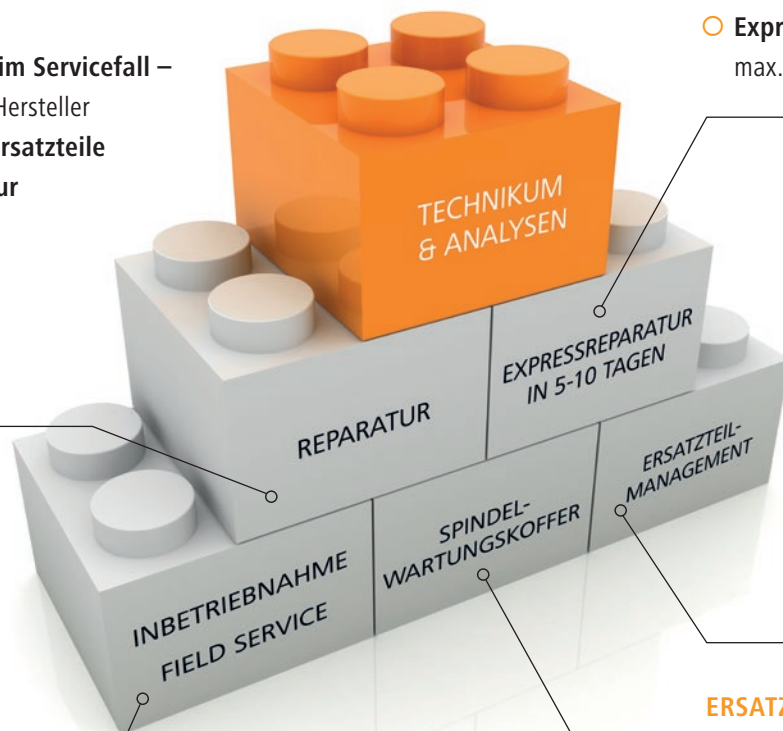 im Servicefall –
Hersteller
rsatzteile
ur
Expr
max.
TECHNIKUM
& ANALYSEN
REPARATUR
EXPRESSREPARATUR
IN 5-10 TAGEN
INBETRIEBNAHME
FIELD SERVICE
SPINDEL-
WARTUNGSKOFFER
ERSATZTEIL-
MANAGEMENT
ERSATZ